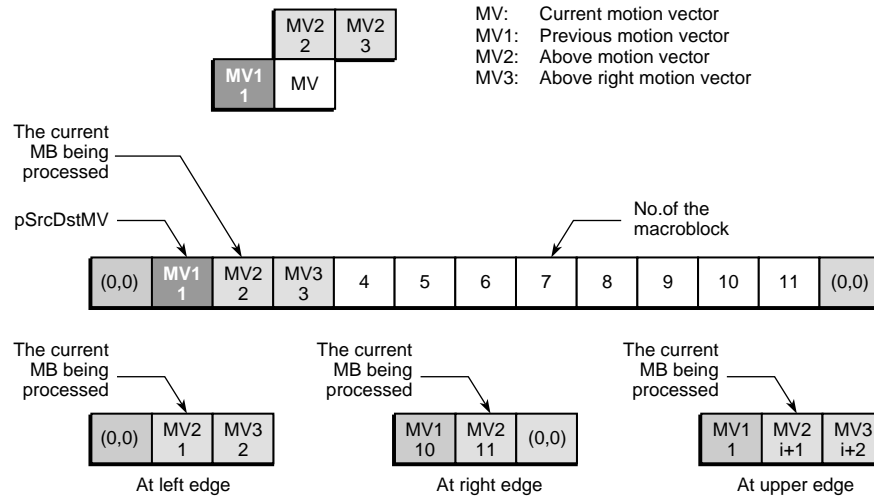 MV2 MV2
2 3
MV1 MV
1
MV: Current motion vector
MV1: Previous motion vector
MV2: Above motion vector
MV3: Above right motion vector
The current
MB being
processed
pSrcDstMV
No.of the
macroblock
(0,0) MV1 MV2 MV3 4 5 6 7 8 9 10 11 (0,0)
1 2 3
The current
MB being
processed
(0,0) MV2 MV3
1 2
At left edge
The current
MB being
processed
MV1 MV2 (0,0)
10 11
At right edge
The current
MB being
processed
MV1 MV2 MV3
1 i+1 i+2
At upper edge